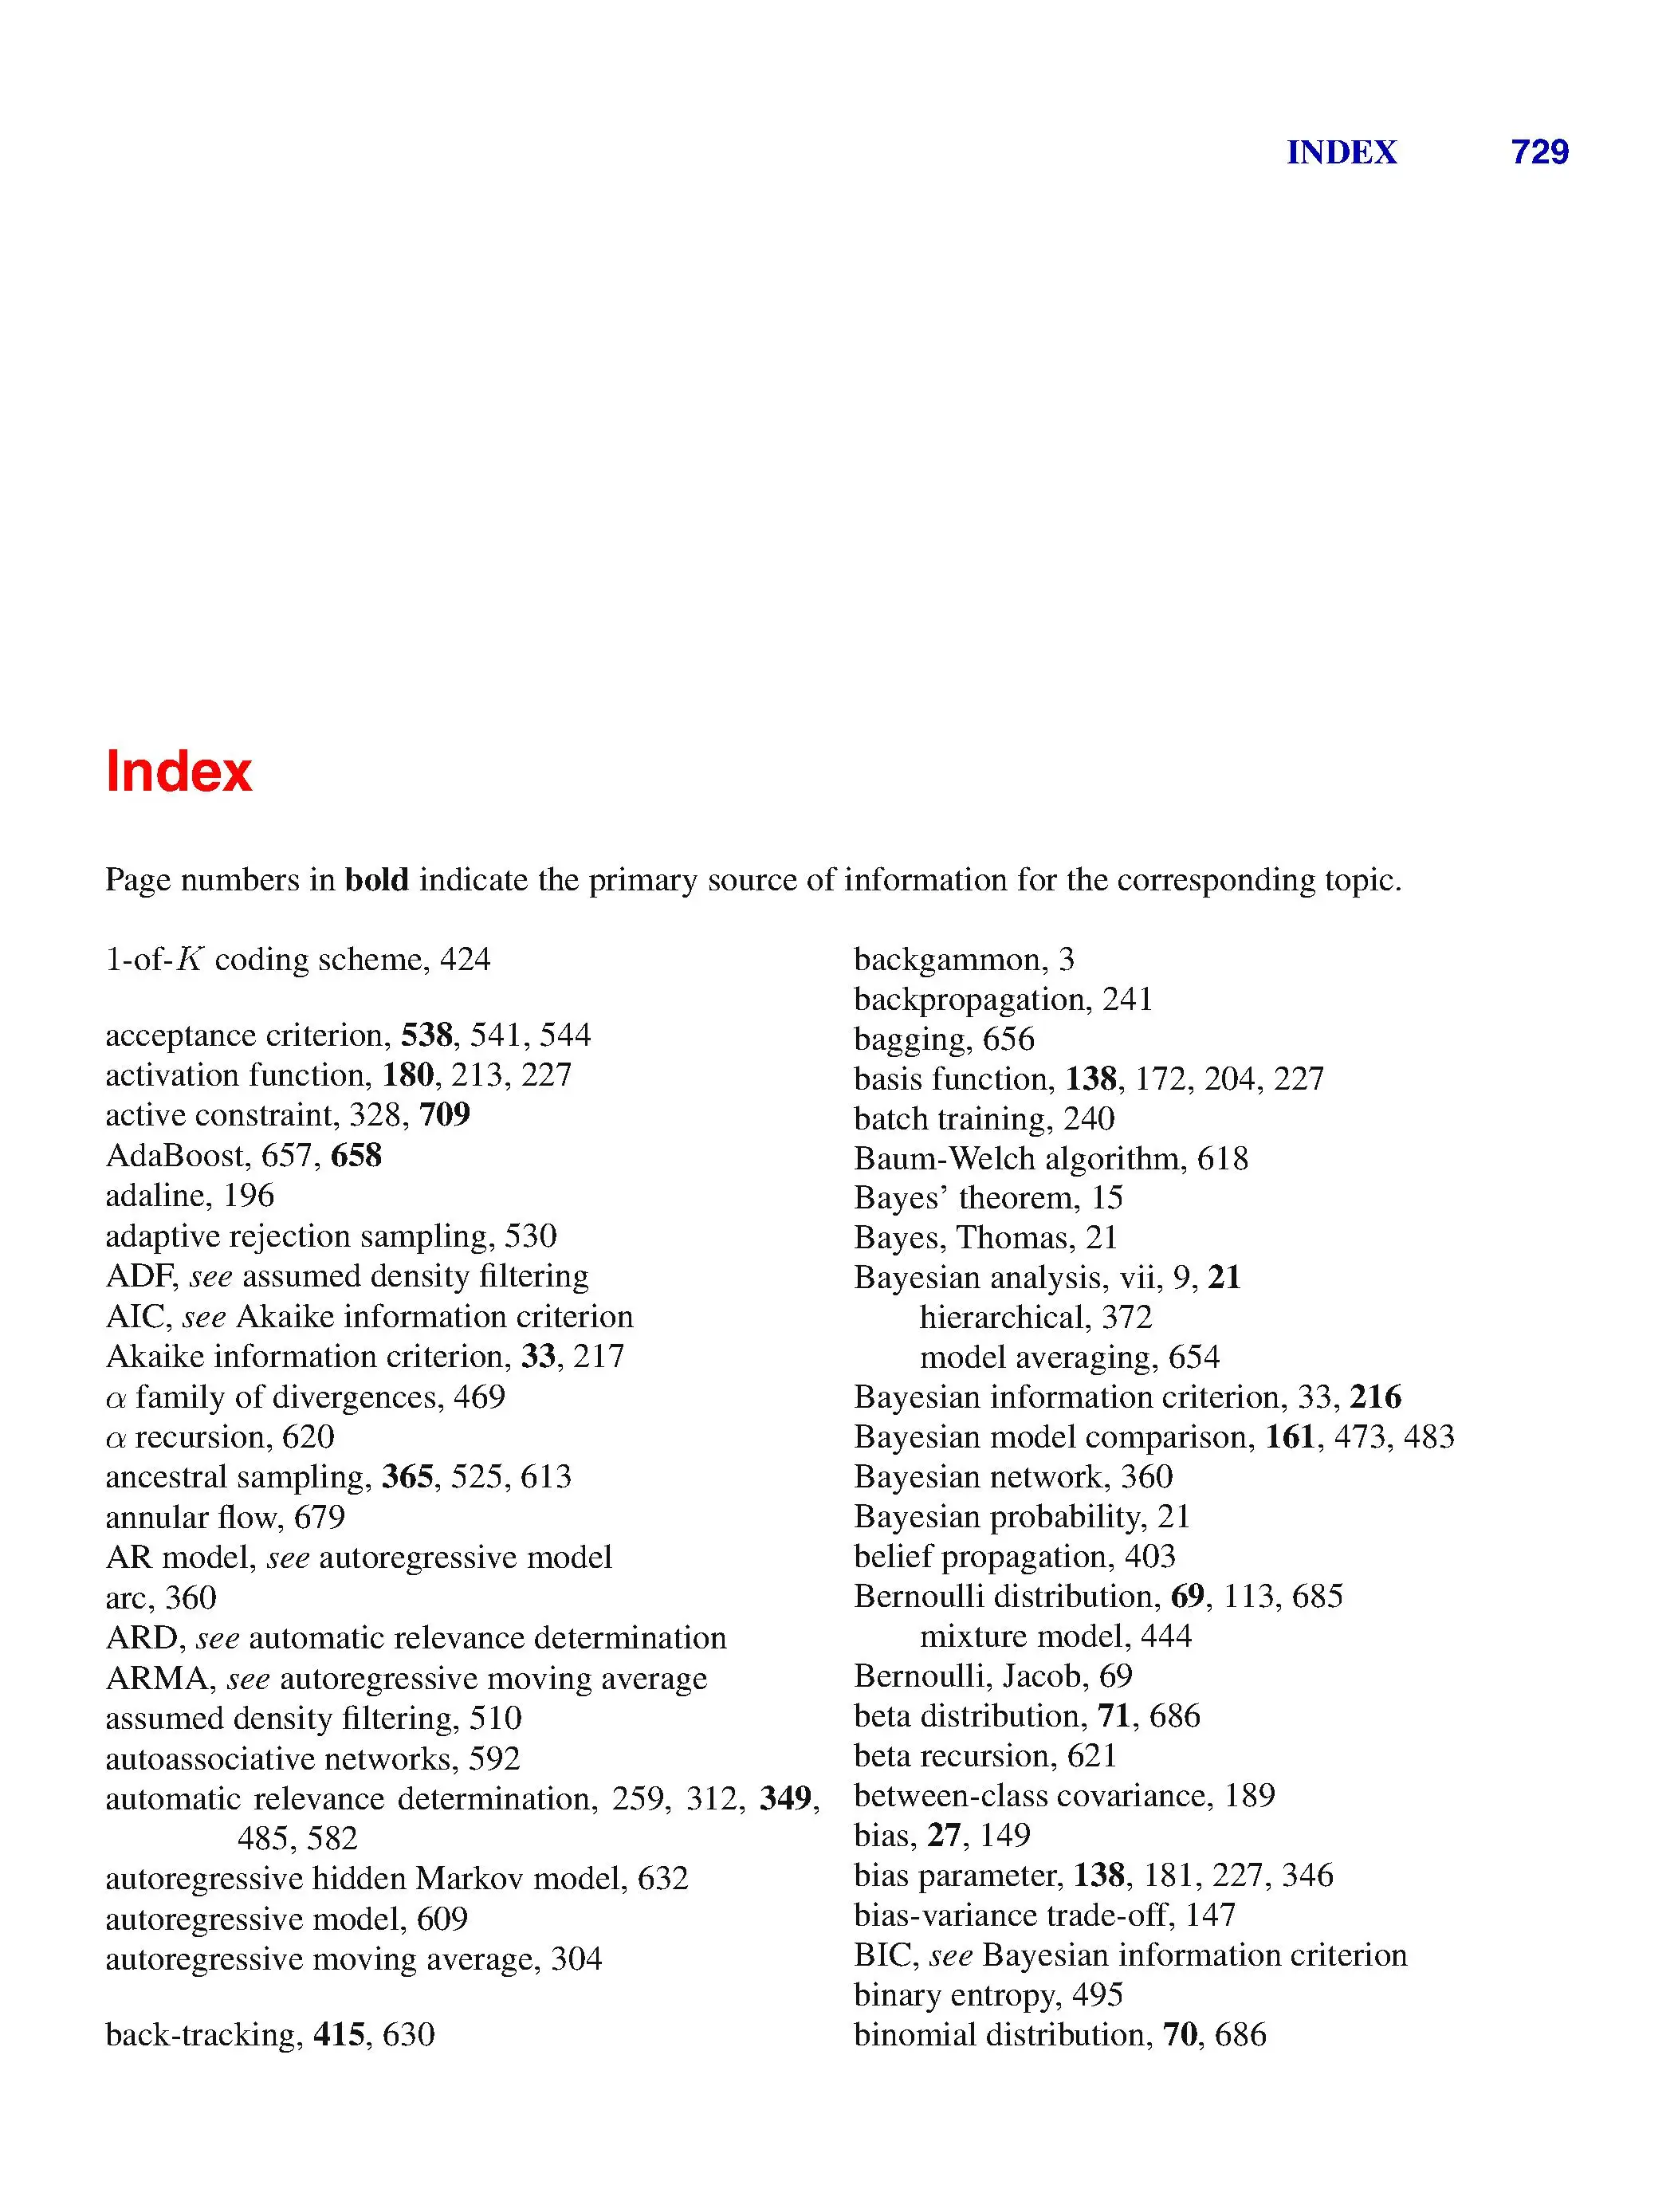 INDEX 729
Index
Page numbers in bold indicate the primary source of information for the corresponding topic.
1-of-K coding scheme, 424
acceptance criterion, 538, 541, 544
activation function, 180, 213, 227
active constraint, 328, 709
AdaBoost, 657, 658
adaline, 196
adaptive rejection sampling, 530
ADF, see assumed density filtering
AIC, see Akaike information criterion
Akaike information criterion, 33, 217
α family of divergences, 469
α recursion, 620
ancestral sampling, 365, 525, 613
annular flow, 679
AR model, see autoregressive model
arc, 360
ARD, see automatic relevance determination
ARMA, see autoregressive moving average
assumed density filtering, 510
autoassociative networks, 592
automatic relevance determination, 259, 312, 349,
485, 582
autoregressive hidden Markov model, 632
autoregressive model, 609
autoregressive moving average, 304
back-tracking, 415, 630
backgammon, 3
backpropagation, 241
bagging, 656
basis function, 138, 172, 204, 227
batch training, 240
Baum-Welch algorithm, 618
Bayes’ theorem, 15
Bayes, Thomas, 21
Bayesian analysis, vii, 9, 21
hierarchical, 372
model averaging, 654
Bayesian information criterion, 33, 216
Bayesian model comparison, 161, 473, 483
Bayesian network, 360
Bayesian probability, 21
belief propagation, 403
Bernoulli distribution, 69, 113, 685
mixture model, 444
Bernoulli, Jacob, 69
beta distribution, 71, 686
beta recursion, 621
between-class covariance, 189
bias, 27, 149
bias parameter, 138, 181, 227, 346
bias-variance trade-off, 147
BIC, see Bayesian information criterion
binary entropy, 495
binomial distribution, 70, 686